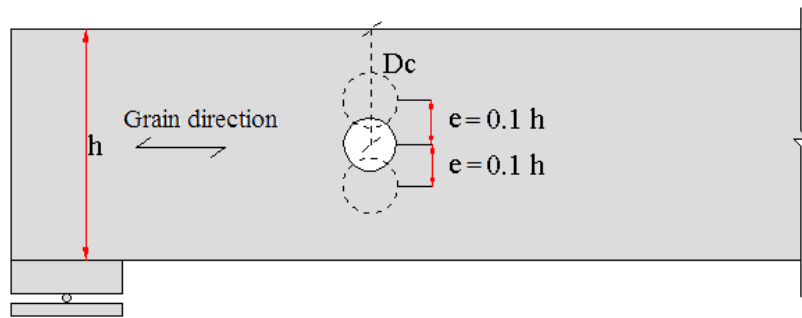 Dc
Grain direction
e = 0.1 h
h
e = 0.1 h